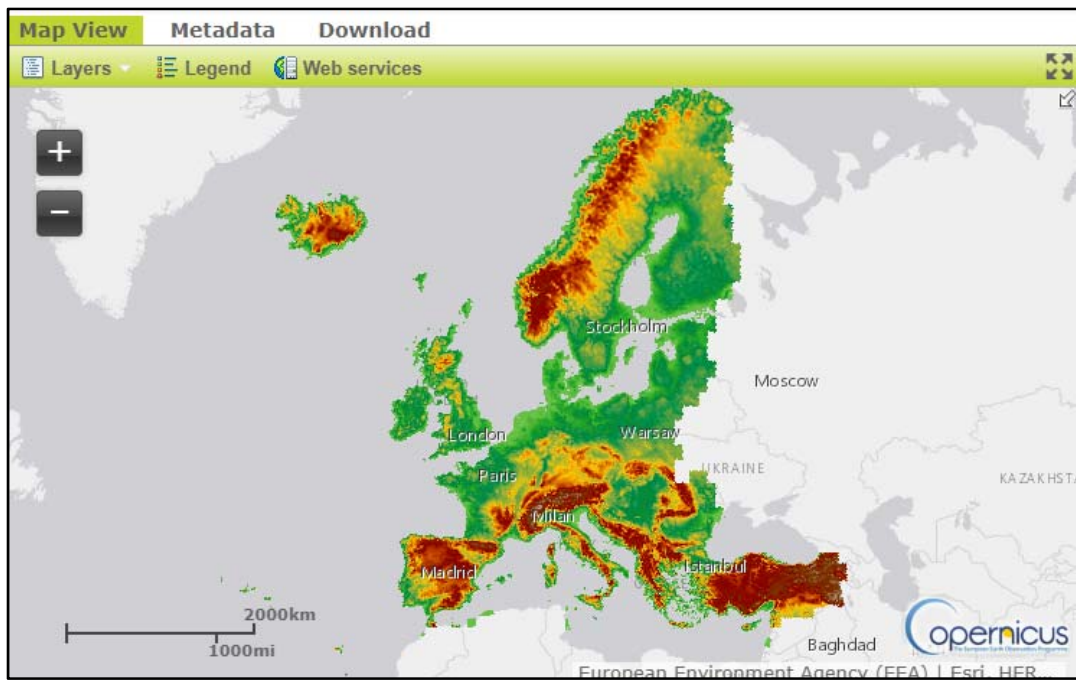 Map View Metadata Download
Layers Legend Web services
+
−
Stockholm
Moscow
London
Warsaw
Paris
UKRAINE
KAZAKHSTA
Milan
Madrid
Istanbul
2000km
1000mi
Baghdad
opernicus
European Environment Agency (EEA) | Esri, HER...